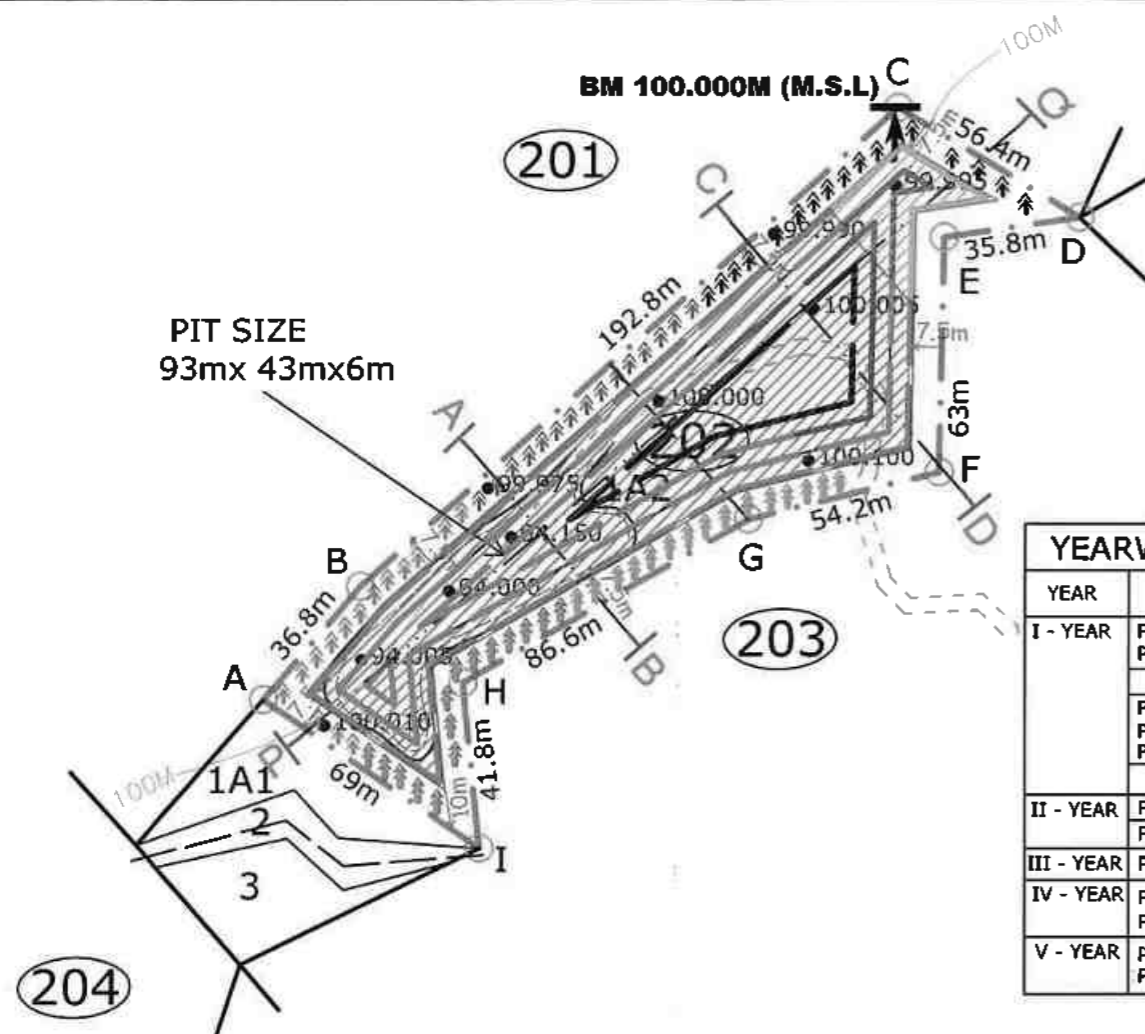 100M
C
BM 100.000M (M.S.L)
Q
56.4m
201
C
99.995
99.990
D
35.8m
E
192.8m
100.005
PIT SIZE
93mx 43mx6m
7.5m
100.000
63m
A
202
100.100
F
99.975
54.2m
D
94.150
G
B
94.000
YEAR
36.8m
86.6m
203
YEAR
I - YEAR
B
94.005
A
H
100.010
41.8m
P
69m
10m
100M
1A1
2
I
3
II - YEAR
III - YEAR
IV - YEAR
V - YEAR
204